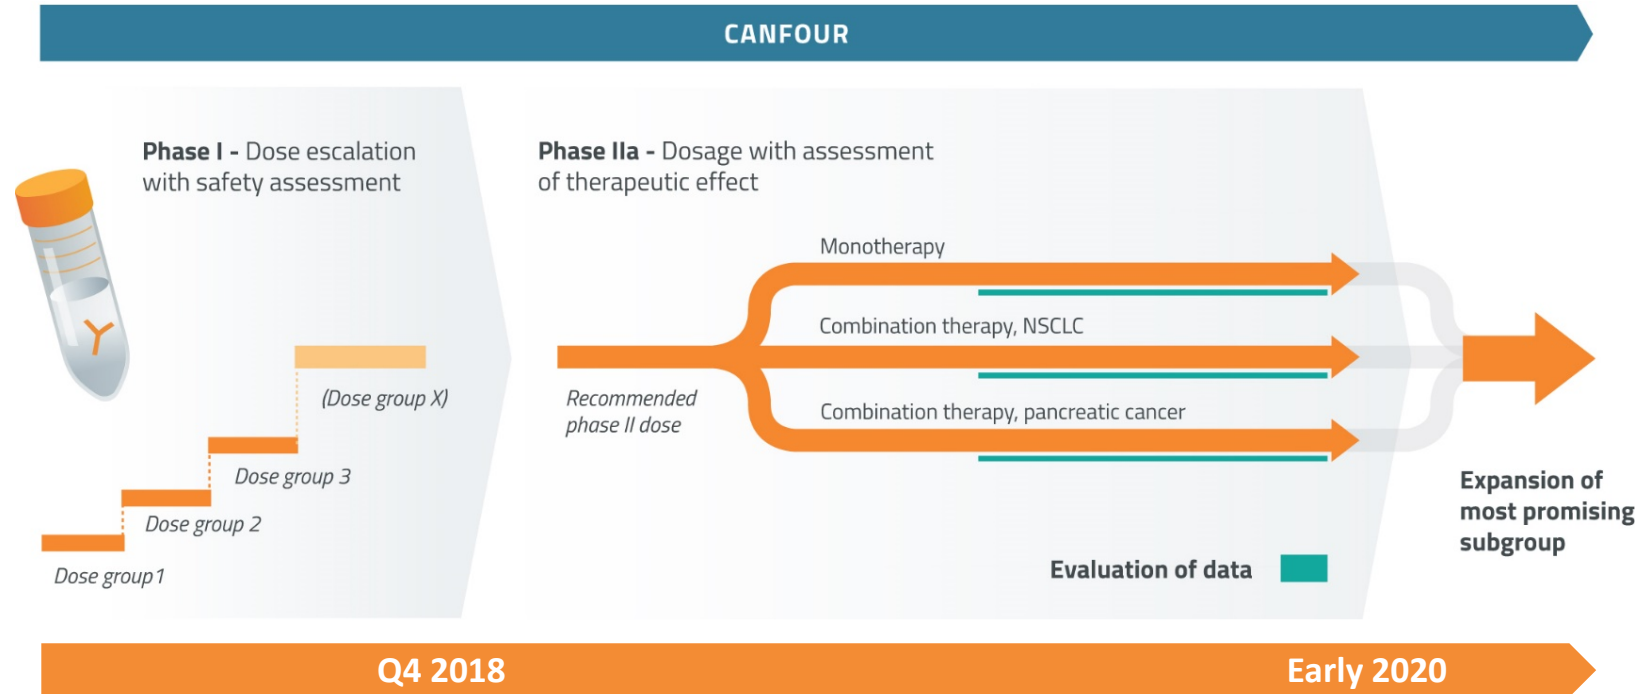 CANFOUR
Phase I - Dose escalation
with safety assessment
Phase IIa - Dosage with assessment
of therapeutic effect
Monotherapy
Combination therapy, NSCLC
Combination therapy, pancreatic cancer
Recommended
phase II dose
(Dose group X)
Dose group 3
Dose group 2
Dose group1
Expansion of
most promising
subgroup
Evaluation of data
Q4 2018
Early 2020